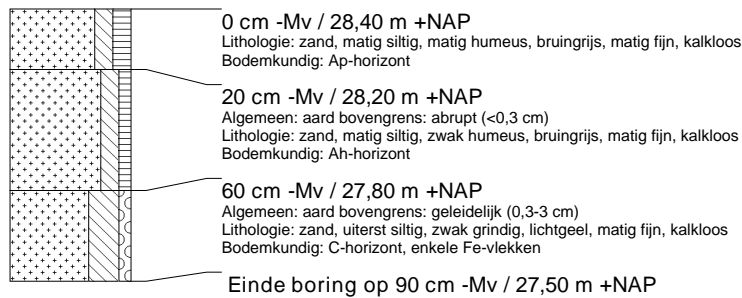 0 cm -Mv / 28,40 m +NAP
Lithologie: zand, matig siltig, matig humeus, bruingrijs, matig fijn, kalkloos
Bodemkundig: Ap-horizont
20 cm -Mv / 28,20 m +NAP
Algemeen: aard bovengrens: abrupt (<0,3 cm)
Lithologie: zand, matig siltig, zwak humeus, bruingrijs, matig fijn, kalkloos
Bodemkundig: Ah-horizont
60 cm -Mv / 27,80 m +NAP
Algemeen: aard bovengrens: geleidelijk (0,3-3 cm)
Lithologie: zand, uiterst siltig, zwak grindig, lichtgeel, matig fijn, kalkloos
Bodemkundig: C-horizont, enkele Fe-vlekken
Einde boring op 90 cm -Mv / 27,50 m +NAP